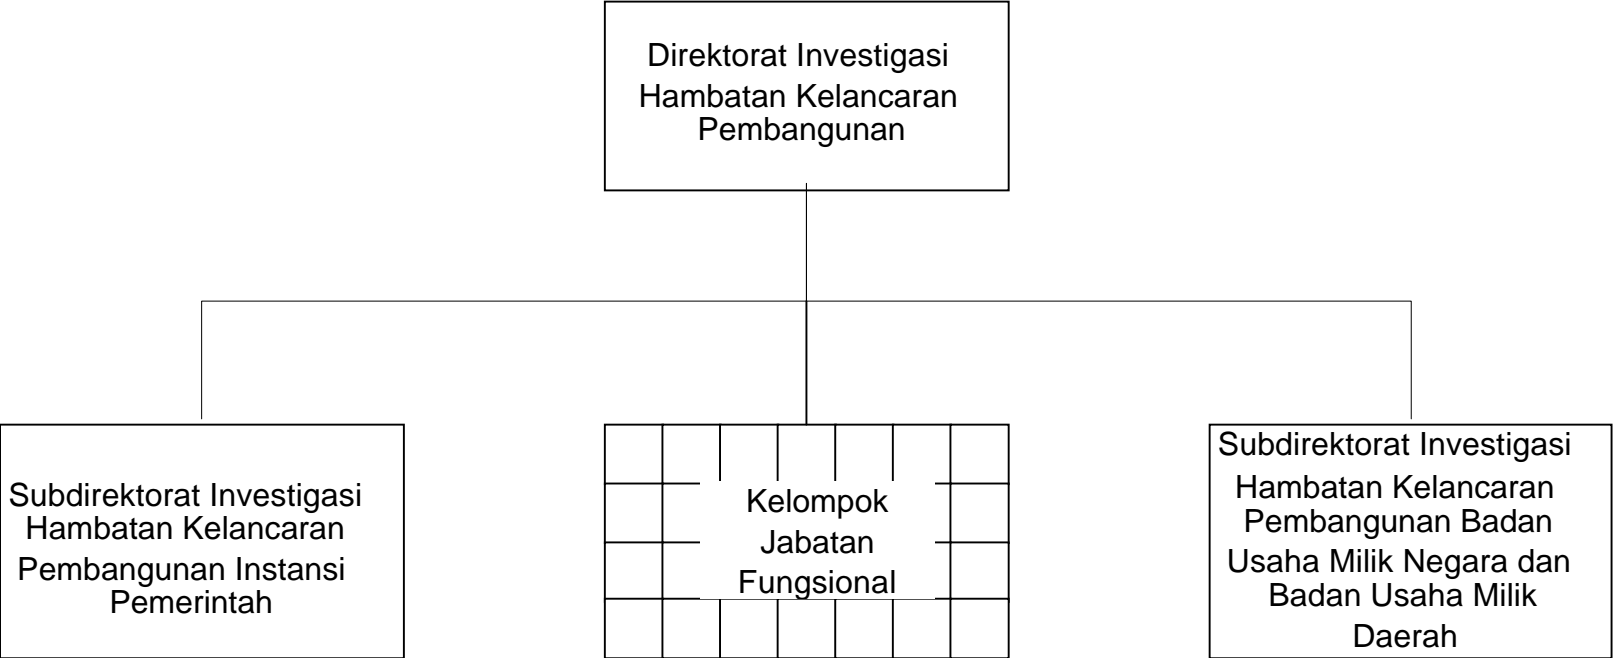 Direktorat Investigasi
Hambatan Kelancaran
Pembangunan
Subdirektorat Investigasi
Hambatan Kelancaran
Pembangunan Instansi
Pemerintah
Kelompok
Jabatan
Fungsional
Subdirektorat Investigasi
Hambatan Kelancaran
Pembangunan Badan
Usaha Milik Negara dan
Badan Usaha Milik
Daerah